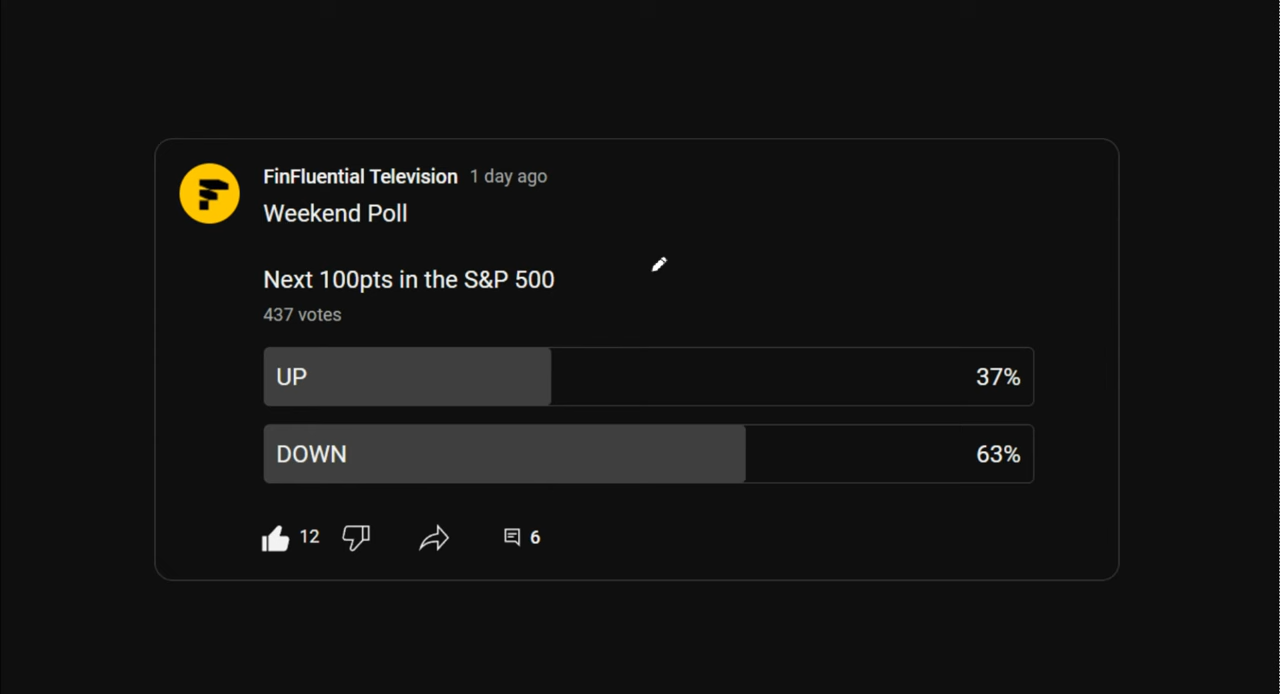 FinFluential Television 1 day ago
Weekend Poll
Next 100pts in the S&P 500
437 votes
UP 37%
DOWN 63%
12 6